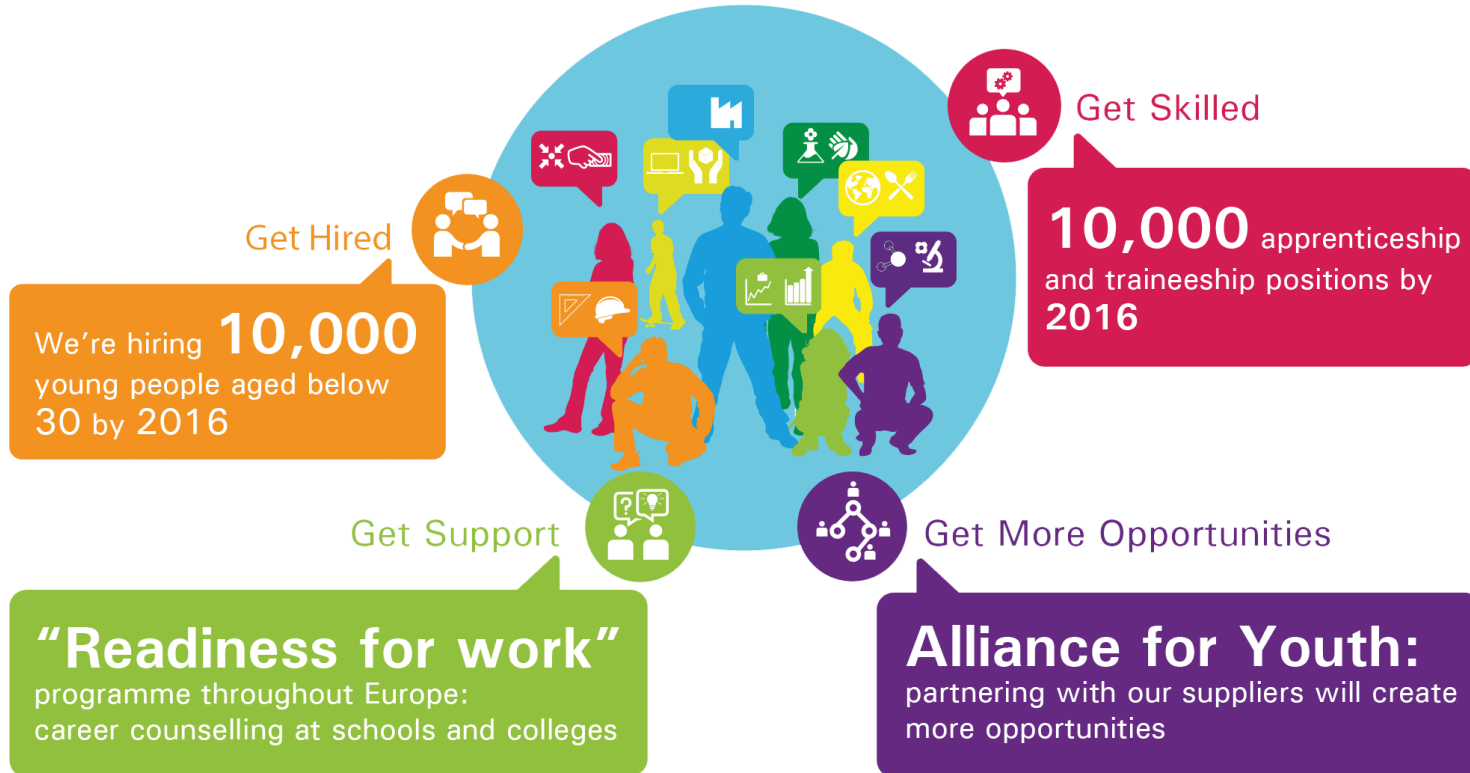 Get Hired
We're hiring 10,000
young people aged below
30 by 2016
Get Skilled
10,000 apprenticeship
and traineeship positions by
2016
Get Support
“Readiness for work”
programme throughout Europe:
career counselling at schools and colleges
Get More Opportunities
Alliance for Youth:
partnering with our suppliers will create
more opportunities